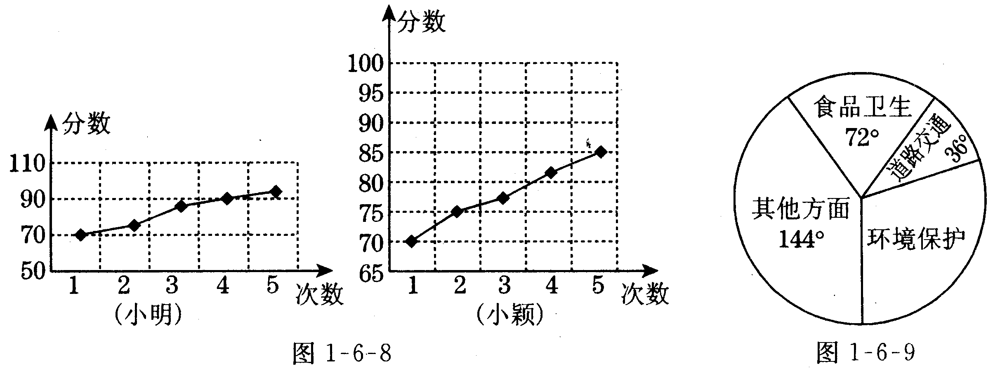 分数
110
90
70
50
1 2 3 4 5 次数
(小明)
分数
100
95
90
85
80
75
70
65
1 2 3 4 5 次数
(小颖)
图 1-6-8
食品卫生
72°
道路交通
36°
其他方面
144°
环境保护
图 1-6-9